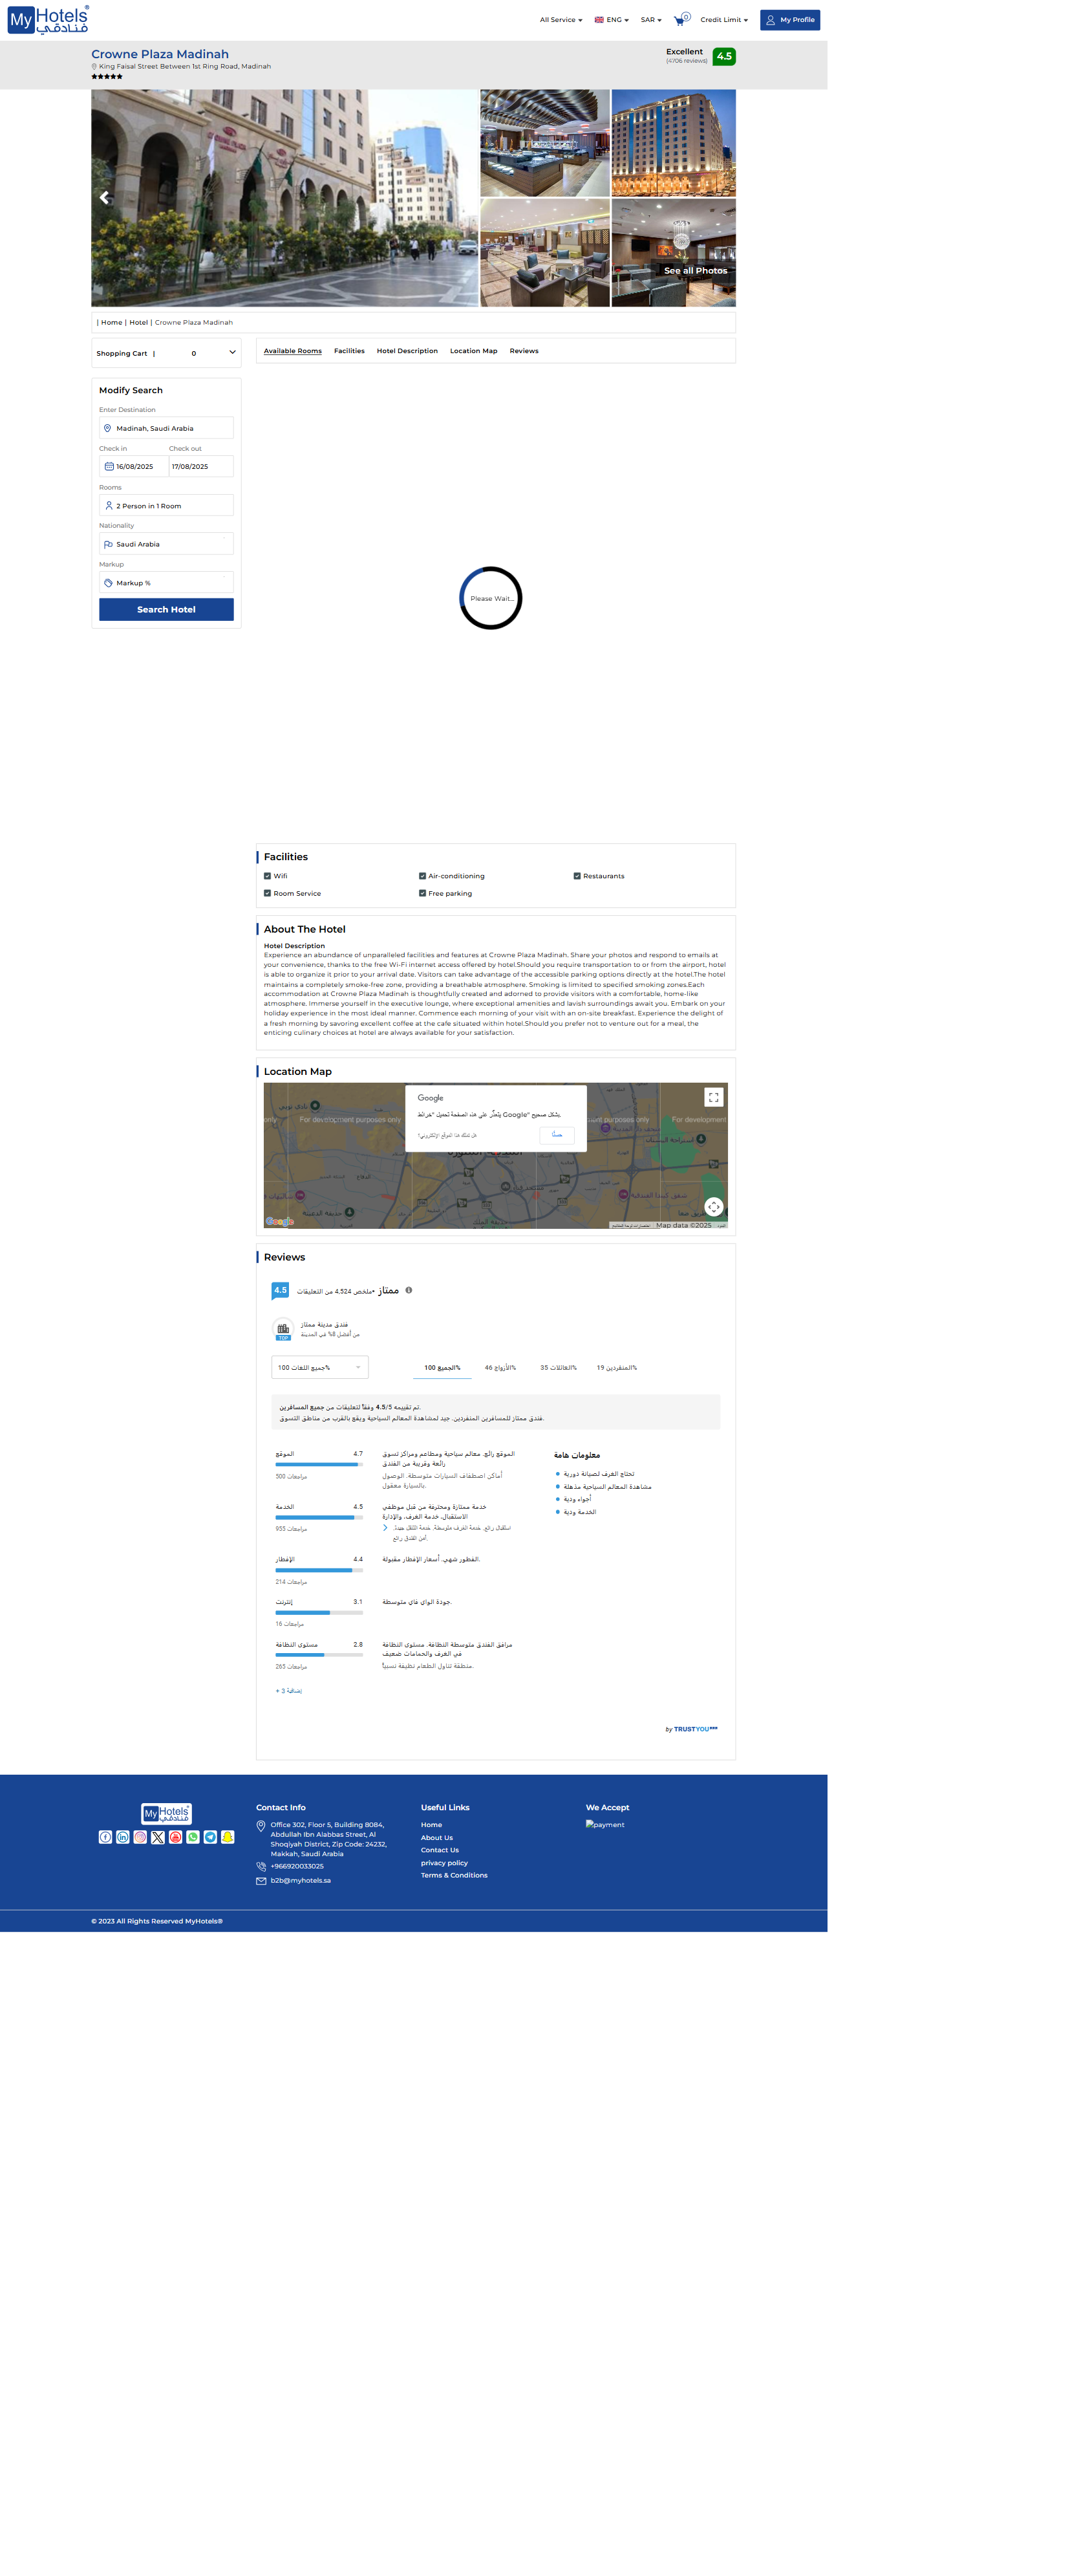 My Hotels®
فنادقي
All Service
ENG
SAR
0
Credit Limit
My Profile
Crowne Plaza Madinah
King Faisal Street Between 1st Ring Road, Madinah
Excellent
(4706 reviews)
4.5
See all Photos
| Home | Hotel | Crowne Plaza Madinah
Shopping Cart | 0
Available Rooms Facilities Hotel Description Location Map Reviews
Modify Search
Enter Destination
Madinah, Saudi Arabia
Check in Check out
16/08/2025 17/08/2025
Rooms
2 Person in 1 Room
Nationality
Saudi Arabia
Markup
Markup %
Search Hotel
Please Wait...
Facilities
Wifi Air-conditioning Restaurants
Room Service Free parking
About The Hotel
Hotel Description
Experience an abundance of unparalleled facilities and features at Crowne Plaza Madinah. Share your photos and respond to emails at
your convenience, thanks to the free Wi-Fi internet access offered by hotel.Should you require transportation to or from the airport, hotel
is able to organize it prior to your arrival date. Visitors can take advantage of the accessible parking options directly at the hotel.The hotel
maintains a completely smoke-free zone, providing a breathable atmosphere. Smoking is limited to specified smoking zones.Each
accommodation at Crowne Plaza Madinah is thoughtfully created and adorned to provide visitors with a comfortable, home-like
atmosphere. Immerse yourself in the executive lounge, where exceptional amenities and lavish surroundings await you. Embark on your
holiday experience in the most ideal manner. Commence each morning of your visit with an on-site breakfast. Experience the delight of
a fresh morning by savoring excellent coffee at the cafe situated within hotel.Should you prefer not to venture out for a meal, the
enticing culinary choices at hotel are always available for your satisfaction.
Location Map
Google
يتعذَّر على هذه الصفحة تحميل "خرائط Google" بشكل صحيح.
هل تملك هذا الموقع الإلكتروني؟
حسنًا
only
For development purposes only
purposes only
For development
Google
Map data ©2025
Reviews
4.5
ممتاز •ملخص 4,524 من التعليقات
TOP
فندق مدينة ممتاز
من أفضل 8% في المدينة
جميع اللغات 100%
الجميع 100%
الأزواج 46%
العائلات 35%
المنفردين 19%
تم تقييمه 4.5/5 وفقاً لتعليقات من جميع المسافرين.
فندق ممتاز للمسافرين المنفردين. جيد لمشاهدة المعالم السياحية ويقع بالقرب من مناطق التسوق.
الموقع 4.7
500 مراجعات
الموقع رائع. معالم سياحية ومطاعم ومراكز تسوق
رائعة وقريبة من الفندق
أماكن اصطفاف السيارات متوسطة. الوصول
بالسيارة معقول.
الخدمة 4.5
953 مراجعات
خدمة ممتازة ومحترفة من قبل موظفي
الاستقبال، خدمة الغرف، والإدارة
استقبال رائع. خدمة الغرف متوسطة. خدمة التنقل جيدة.
أمن الفندق رائع.
الإفطار 4.4
214 مراجعات
الفطور شهي. أسعار الإفطار مقبولة.
إنترنت 3.1
16 مراجعات
جودة الواي فاي متوسطة.
مستوى النظافة 2.8
265 مراجعات
مرافق الفندق متوسطة النظافة. مستوى النظافة
في الغرف والحمامات ضعيف
منطقة تناول الطعام نظيفة نسبياً.
+ 3 إضافية
معلومات هامة
تحتاج الغرف لصيانة دورية
مشاهدة المعالم السياحية مذهلة
أجواء ودية
الخدمة ودية
by TRUSTYOU
My Hotels®
فنادقي
Contact Info
Office 302, Floor 5, Building 8084,
Abdullah Ibn Alabbas Street, Al
Shoqiyah District, Zip Code: 24232,
Makkah, Saudi Arabia
+966920033025
b2b@myhotels.sa
Useful Links
Home
About Us
Contact Us
privacy policy
Terms & Conditions
We Accept
payment
© 2023 All Rights Reserved MyHotels®